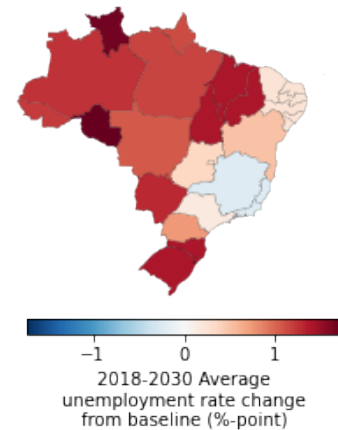 −1 0 1
2018-2030 Average
unemployment rate change
from baseline (%-point)